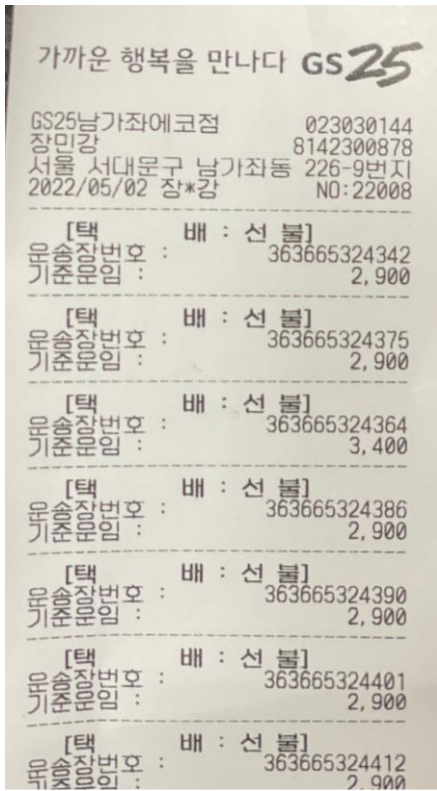 가까운 행복을 만나다 GS25
GS25남가좌에코점 023030144
장민강 8142300878
서울 서대문구 남가좌동 226-9번지
2022/05/02 장*강 NO:22008
[택 배 : 선 불]
운송장번호 : 363665324342
기준운임 : 2,900
[택 배 : 선 불]
운송장번호 : 363665324375
기준운임 : 2,900
[택 배 : 선 불]
운송장번호 : 363665324364
기준운임 : 3,400
[택 배 : 선 불]
운송장번호 : 363665324386
기준운임 : 2,900
[택 배 : 선 불]
운송장번호 : 363665324390
기준운임 : 2,900
[택 배 : 선 불]
운송장번호 : 363665324401
기준운임 : 2,900
[택 배 : 선 불]
운송장번호 : 363665324412
기준운임 : 2,900